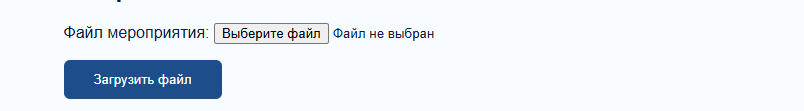 Файл мероприятия: Выберите файл Файл не выбран
Загрузить файл